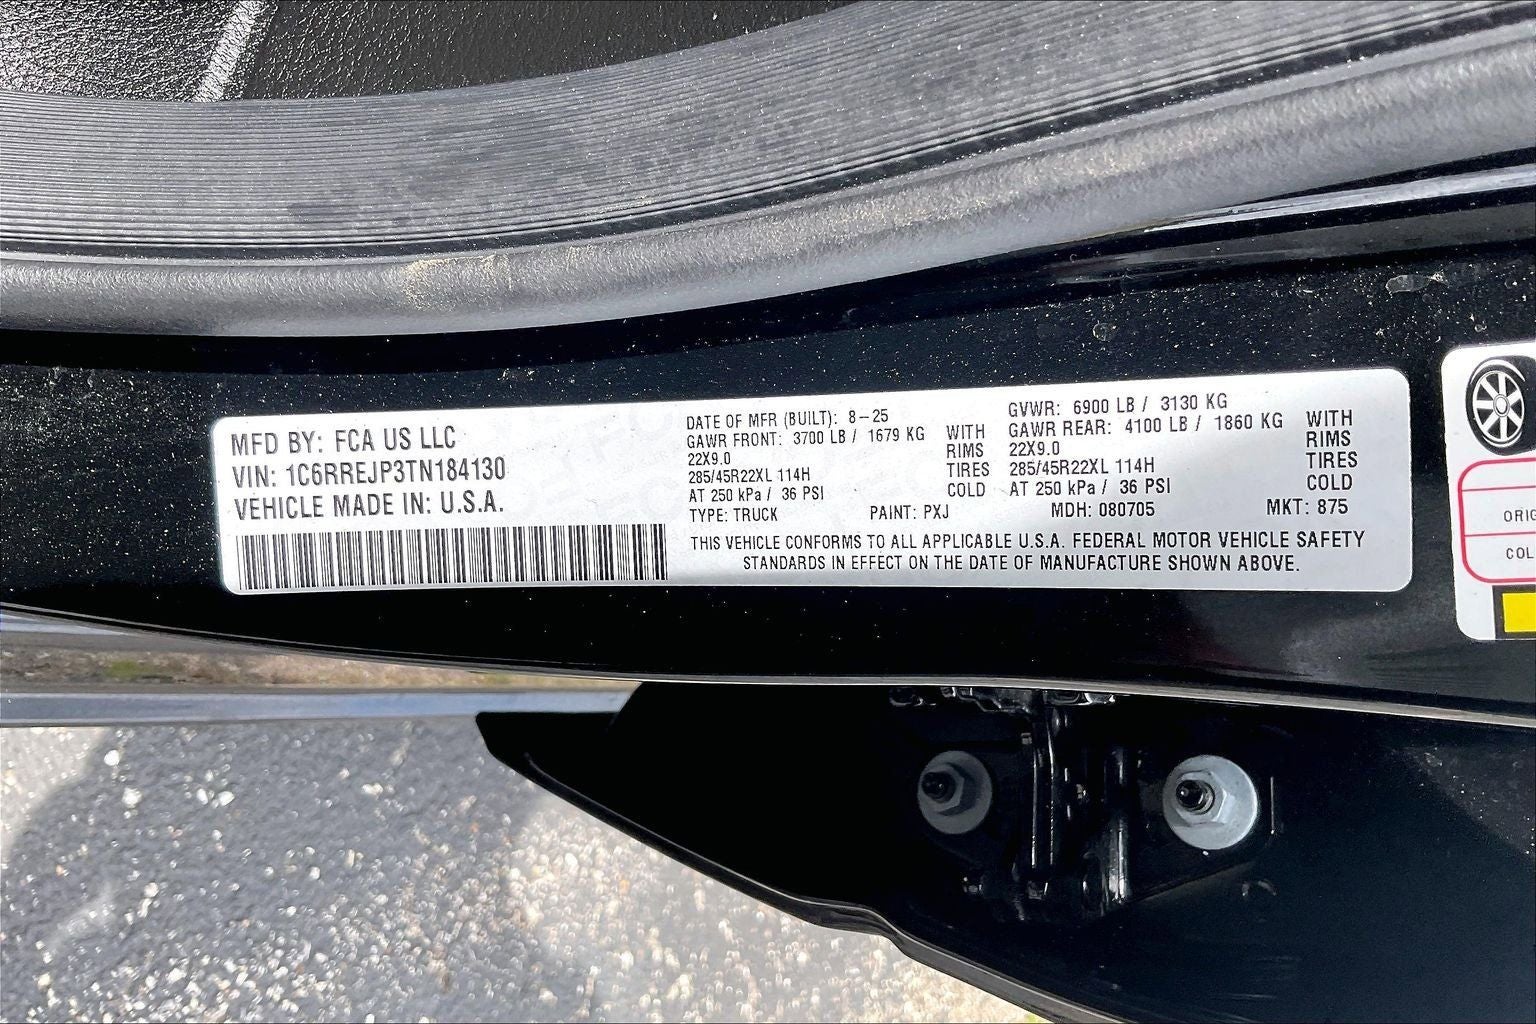 MFD BY: FCA US LLC
VIN: 1C6RREJP3TN184130
VEHICLE MADE IN: U.S.A.
DATE OF MFR (BUILT): 8-25
GAWR FRONT: 3700 LB / 1679 KG WITH
22X9.0 RIMS
285/45R22XL 114H TIRES
AT 250 kPa / 36 PSI COLD
GVWR: 6900 LB / 3130 KG
GAWR REAR: 4100 LB / 1860 KG WITH
22X9.0 RIMS
285/45R22XL 114H TIRES
AT 250 kPa / 36 PSI COLD
TYPE: TRUCK PAINT: PXJ MDH: 080705 MKT: 875
THIS VEHICLE CONFORMS TO ALL APPLICABLE U.S.A. FEDERAL MOTOR VEHICLE SAFETY
STANDARDS IN EFFECT ON THE DATE OF MANUFACTURE SHOWN ABOVE.